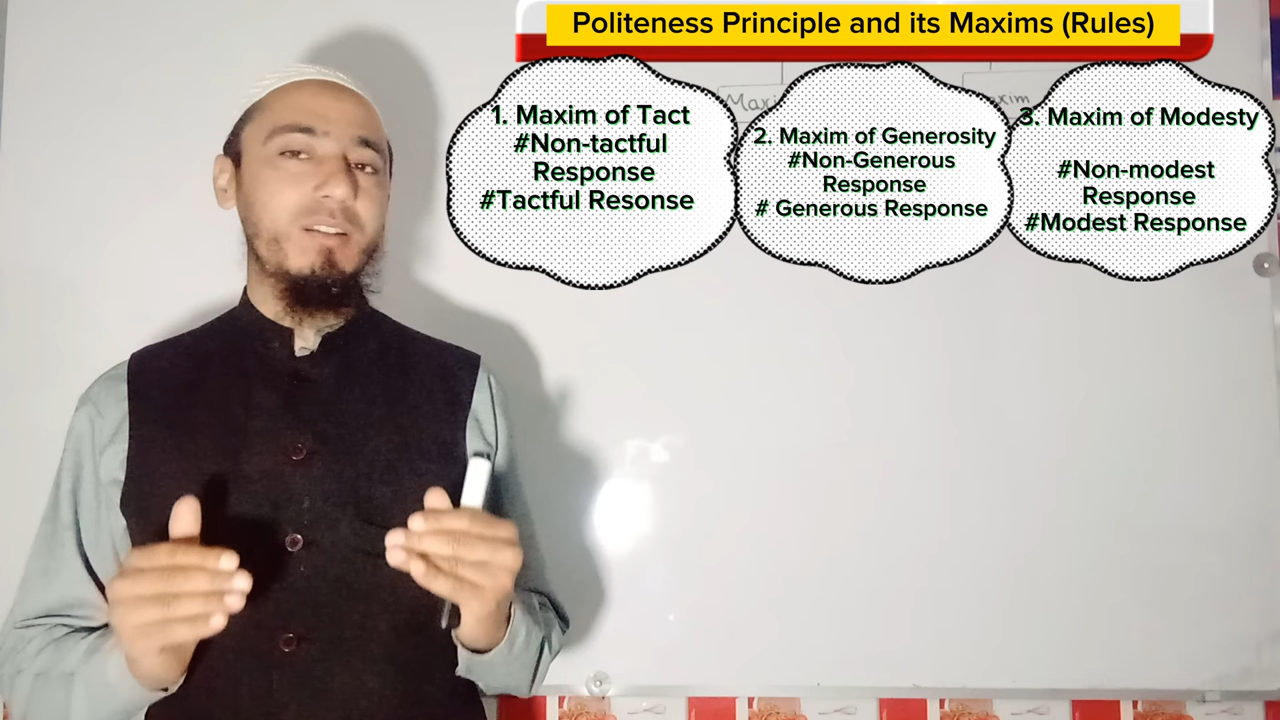 Politeness Principle and its Maxims (Rules)
1. Maxim of Tact
#Non-tactful
Response
#Tactful Resonse
2. Maxim of Generosity
#Non-Generous
Response
# Generous Response
3. Maxim of Modesty
#Non-modest
Response
#Modest Response